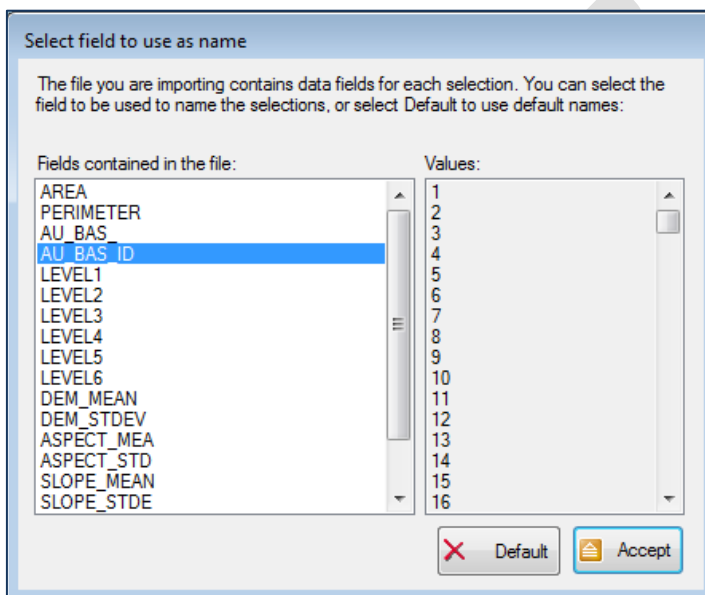 Select field to use as name
The file you are importing contains data fields for each selection. You can select the
field to be used to name the selections, or select Default to use default names:
Fields contained in the file:
AREA
PERIMETER
AU_BAS_
AU_BAS_ID
LEVEL1
LEVEL2
LEVEL3
LEVEL4
LEVEL5
LEVEL6
DEM_MEAN
DEM_STDEV
ASPECT_MEA
ASPECT_STD
SLOPE_MEAN
SLOPE_STDE
Values:
1
2
3
4
5
6
7
8
9
10
11
12
13
14
15
16
Default
Accept